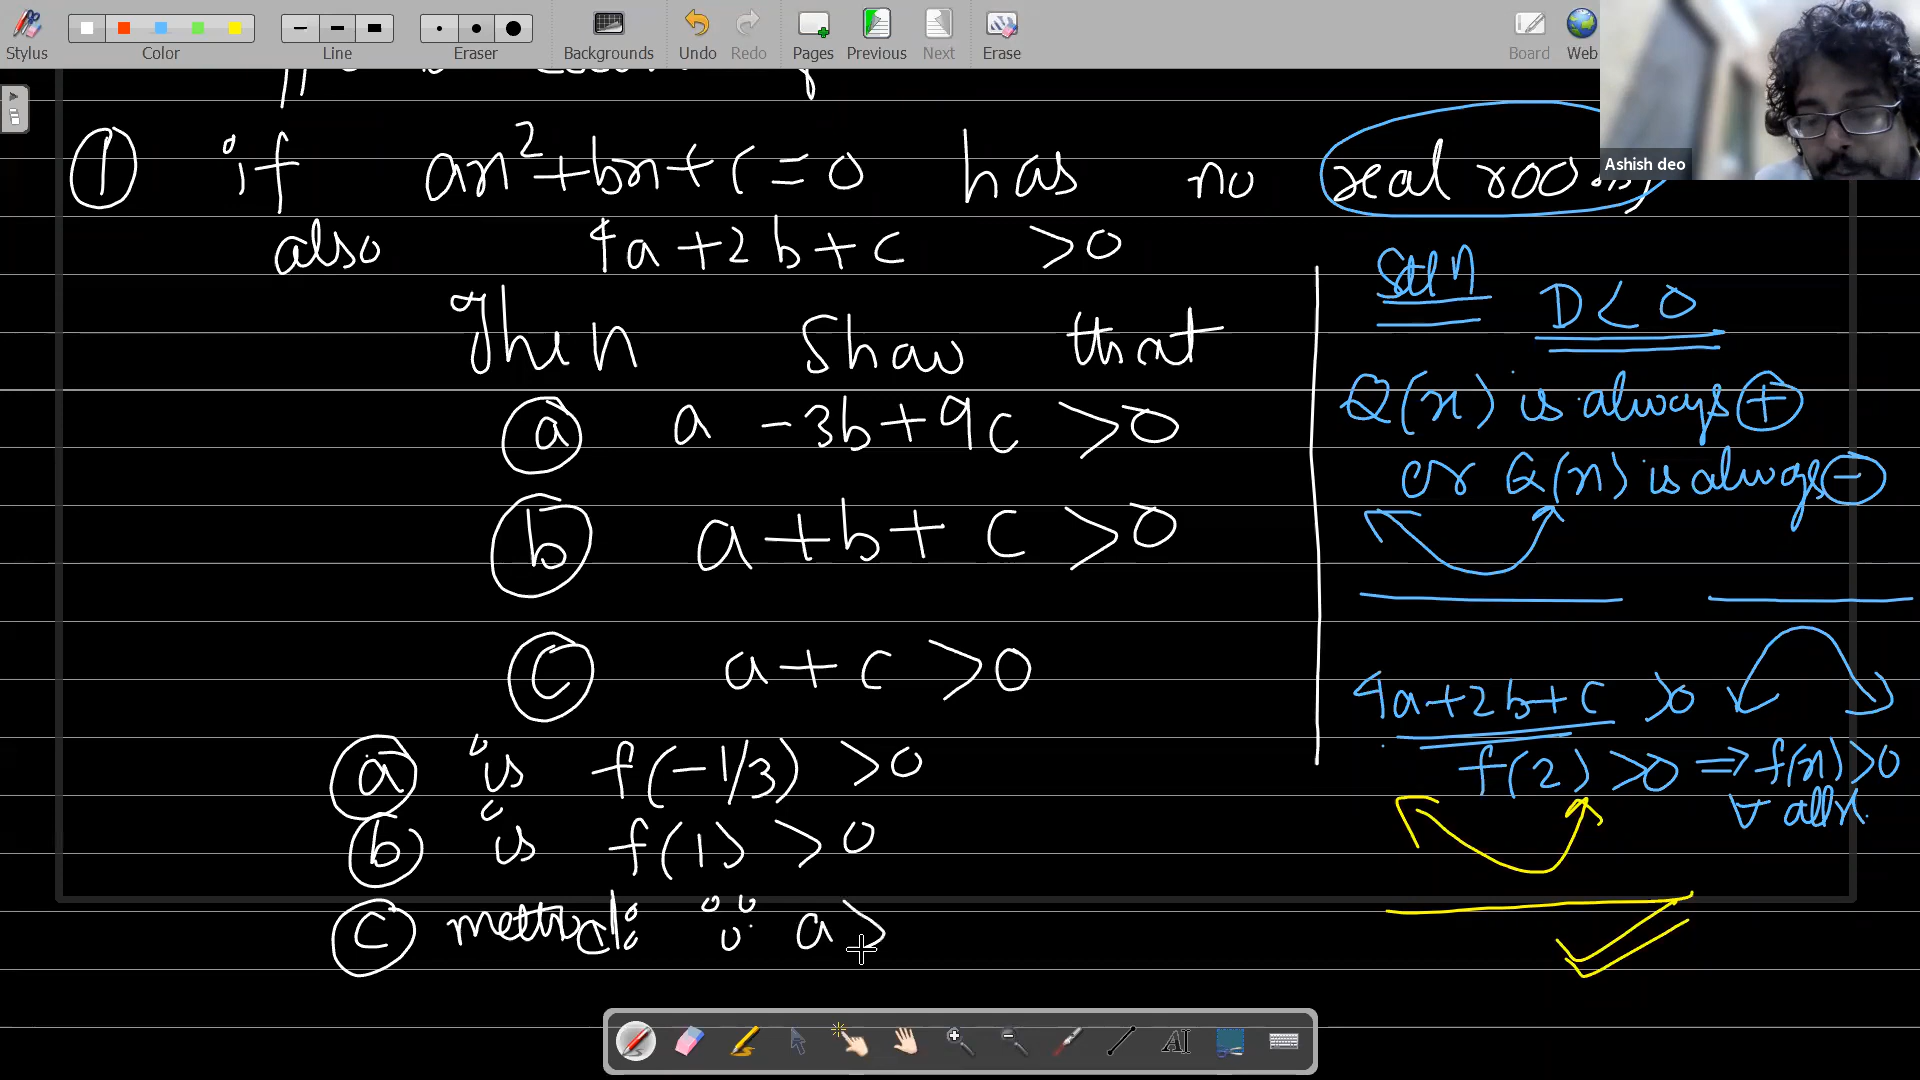 Stylus Color Line Eraser Backgrounds Undo Redo Pages Previous Next Erase Board Web
Ashish deo
① if ax²+bx+c=0 has no real roots,
also 4a+2b+c >0
Then Show that
ⓐ a -3b+9c >0
ⓑ a+b+c >0
ⓒ a+c >0
ⓐ is f(-1/3) >0
ⓑ is f(1) >0
ⓒ method: ∵ a >
Solⁿ D< 0
Q(x) is always ⊕
or Q(x) is always ⊖
4a+2b+c >0
f(2) >0 ⇒ f(x) >0
∀ all x.
AI